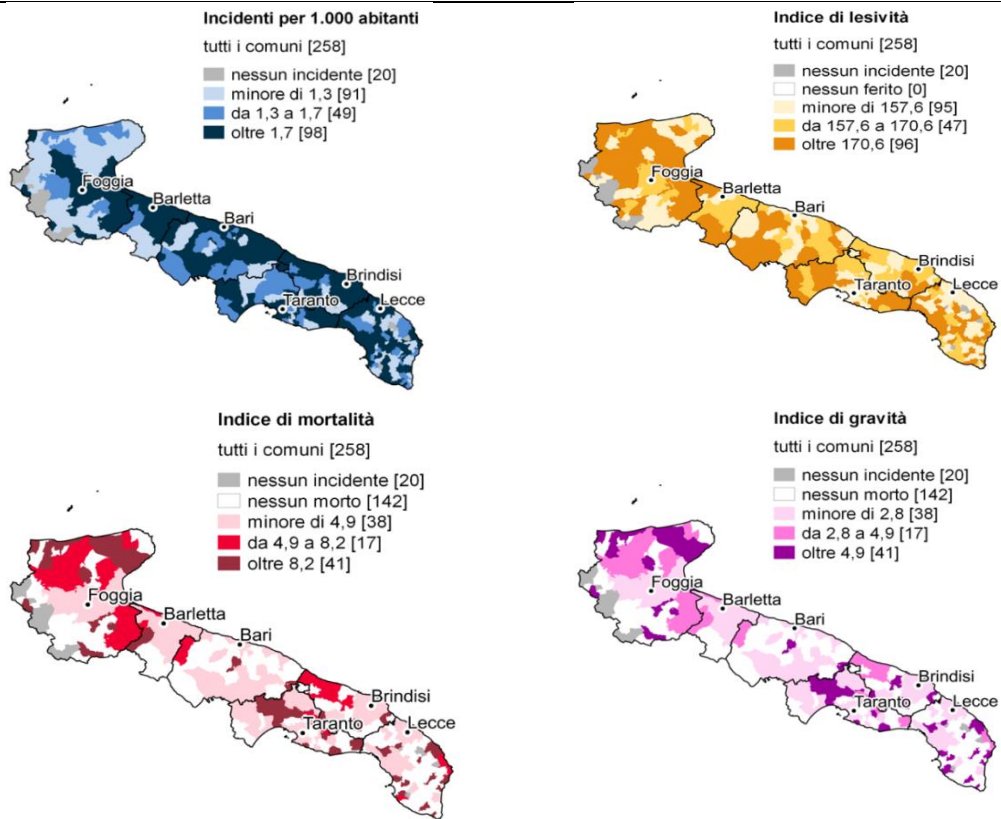 Incidenti per 1.000 abitanti
tutti i comuni [258]
nessun incidente [20]
minore di 1,3 [91]
da 1,3 a 1,7 [49]
oltre 1,7 [98]
Foggia
Barletta
Bari
Brindisi
Taranto
Lecce
Indice di lesività
tutti i comuni [258]
nessun incidente [20]
nessun ferito [0]
minore di 157,6 [95]
da 157,6 a 170,6 [47]
oltre 170,6 [96]
Foggia
Barletta
Bari
Brindisi
Taranto
Lecce
Indice di mortalità
tutti i comuni [258]
nessun incidente [20]
nessun morto [142]
minore di 4,9 [38]
da 4,9 a 8,2 [17]
oltre 8,2 [41]
Foggia
Barletta
Bari
Brindisi
Taranto
Lecce
Indice di gravità
tutti i comuni [258]
nessun incidente [20]
nessun morto [142]
minore di 2,8 [38]
da 2,8 a 4,9 [17]
oltre 4,9 [41]
Foggia
Barletta
Bari
Brindisi
Taranto
Lecce